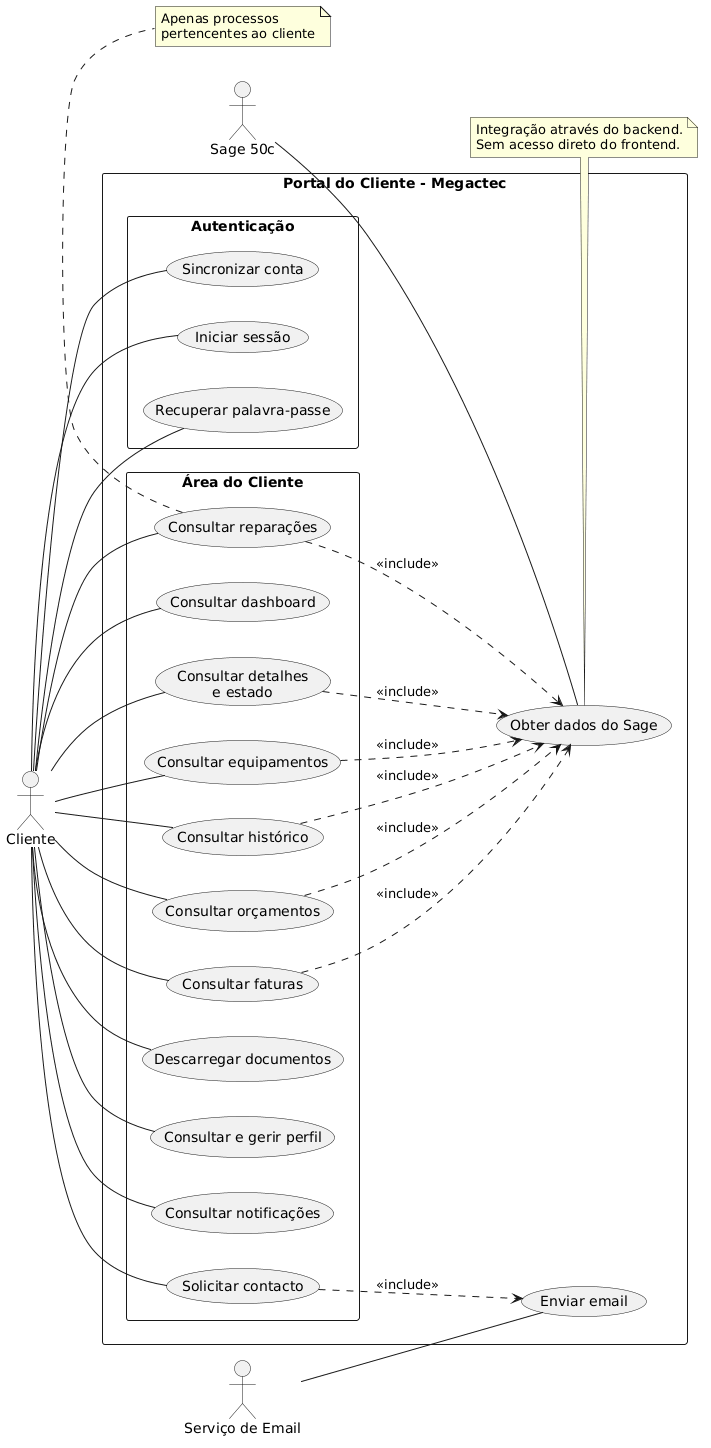 Apenas processos
pertencentes ao cliente
Sage 50c
Integração através do backend.
Sem acesso direto do frontend.
Portal do Cliente - Megactec
Autenticação
Sincronizar conta
Iniciar sessão
Recuperar palavra-passe
Área do Cliente
Consultar reparações
«include»
Consultar dashboard
Consultar detalhes
e estado
«include»
Obter dados do Sage
«include»
Consultar equipamentos
«include»
Cliente
Consultar histórico
«include»
Consultar orçamentos
«include»
Consultar faturas
Descarregar documentos
Consultar e gerir perfil
Consultar notificações
Solicitar contacto
«include»
Enviar email
Serviço de Email